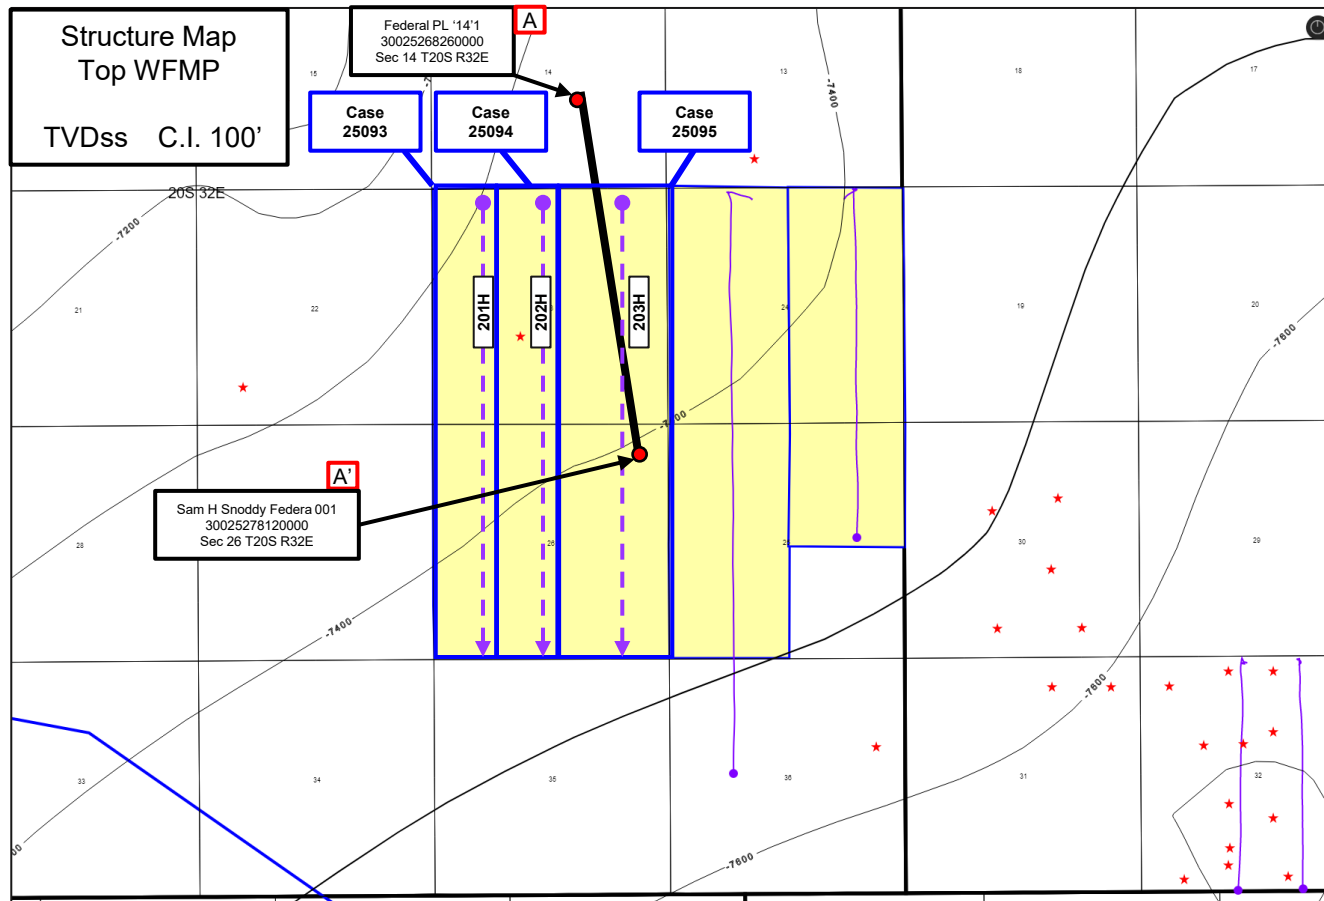 Structure Map
Top WFMP
TVDss C.I. 100'
Federal PL '14'1
30025268260000
Sec 14 T20S R32E
A
Case
25093
Case
25094
Case
25095
15
14
13
18
17
-7400
20S 32E
-7200
21
22
24
19
20
201H
202H
203H
-7600
A'
Sam H Snoddy Federa 001
30025278120000
Sec 26 T20S R32E
28
26
30
29
-7400
-7600
33
34
35
36
31
32
-7600